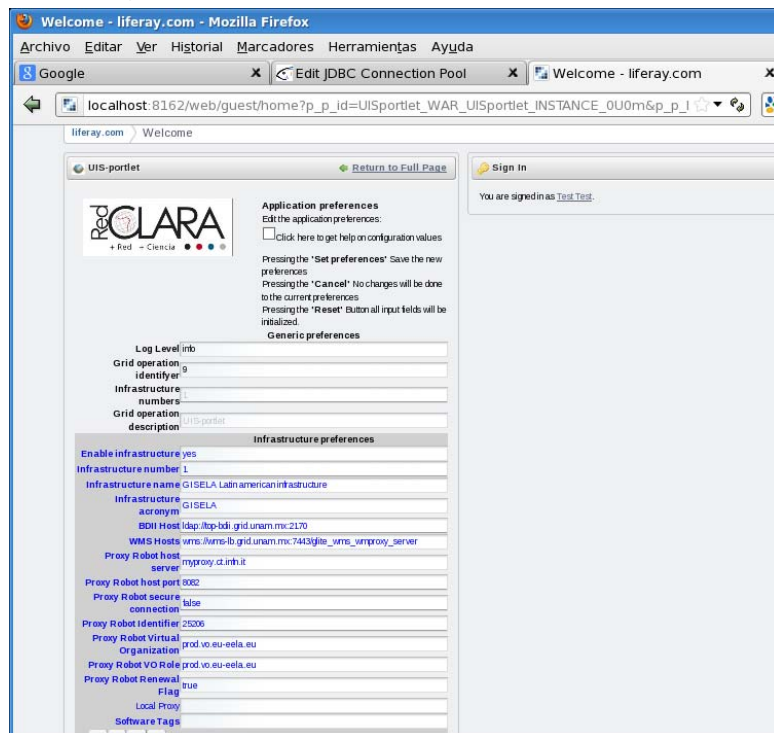 Welcome - liferay.com - Mozilla Firefox
Archivo Editar Ver Historial Marcadores Herramientas Ayuda
Google
Edit JDBC Connection Pool
Welcome - liferay.com
localhost:8162/web/guest/home?p_p_id=UISportlet_WAR_UISportlet_INSTANCE_0U0m&p_p_l
liferay.com Welcome
UIS-portlet
Return to Full Page
Red CLARA
+ Red → Ciencia
Application preferences
Edit the application preferences:
Click here to get help on configuration values
Pressing the 'Set preferences' Save the new
preferences
Pressing the 'Cancel' No changes will be done
to the current preferences
Pressing the 'Reset' Button all input fields will be
initialized.
Generic preferences
Log Level info
Grid operation
identifyer 9
Infrastructure
numbers 1
Grid operation
description UIS-portlet
Infrastructure preferences
Enable infrastructure yes
Infrastructure number 1
Infrastructure name GISELA Latin american infrastructure
Infrastructure
acronym GISELA
BDII Host ldap://top-bdii.grid.unam.mx:2170
WMS Hosts wms://wms-lb.grid.unam.mx:7443/glite_wms_wmproxy_server
Proxy Robot host
server myproxy.ct.infn.it
Proxy Robot host port 8082
Proxy Robot secure
connection false
Proxy Robot Identifier 25206
Proxy Robot Virtual
Organization prod.vo.eu-eela.eu
Proxy Robot VO Role prod.vo.eu-eela.eu
Proxy Robot Renewal
Flag true
Local Proxy
Software Tags
Sign In
You are signed in as Test Test.